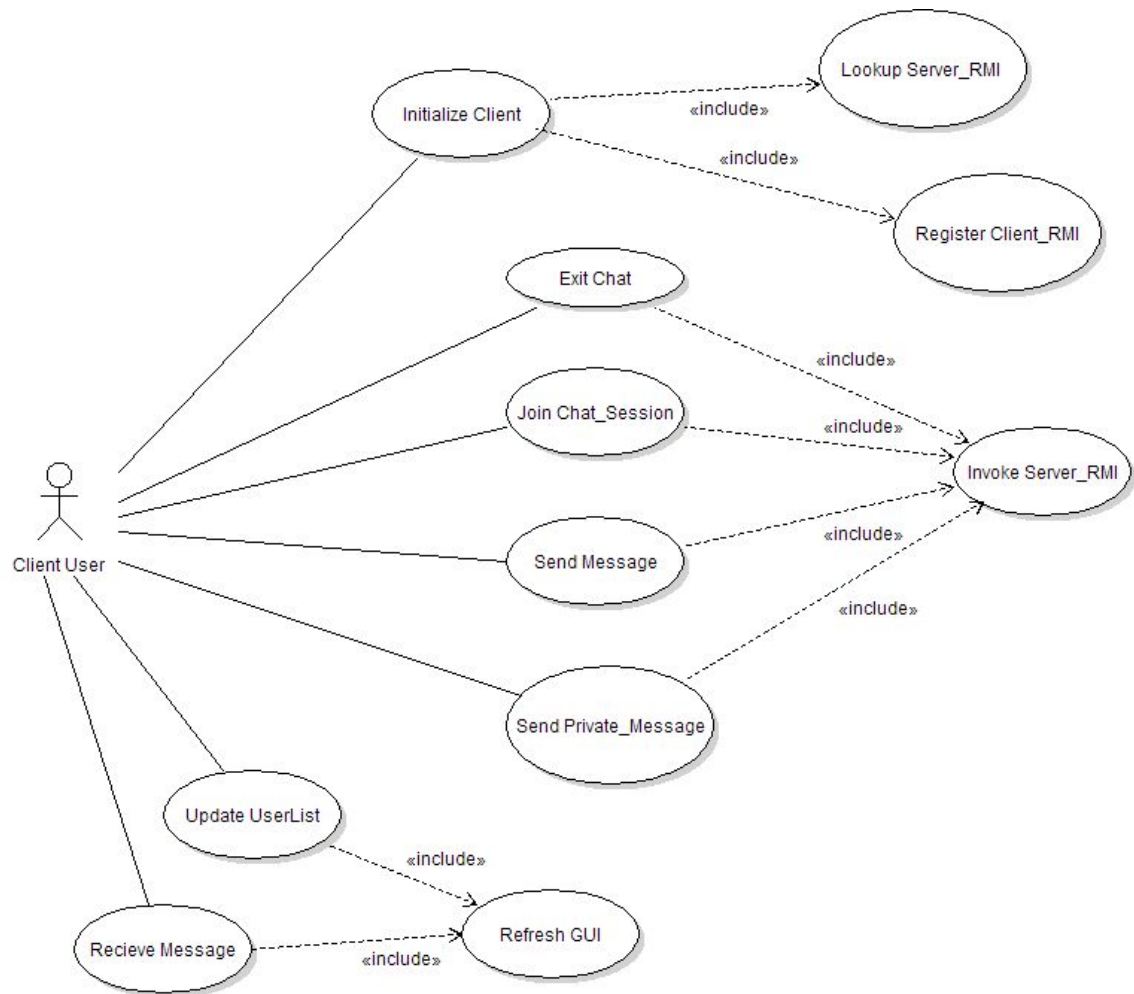 Lookup Server_RMI
Initialize Client
«include»
«include»
Register Client_RMI
Exit Chat
«include»
Join Chat_Session
«include»
Invoke Server_RMI
Client User
Send Message
«include»
«include»
Send Private_Message
Update UserList
«include»
Refresh GUI
Recieve Message
«include»